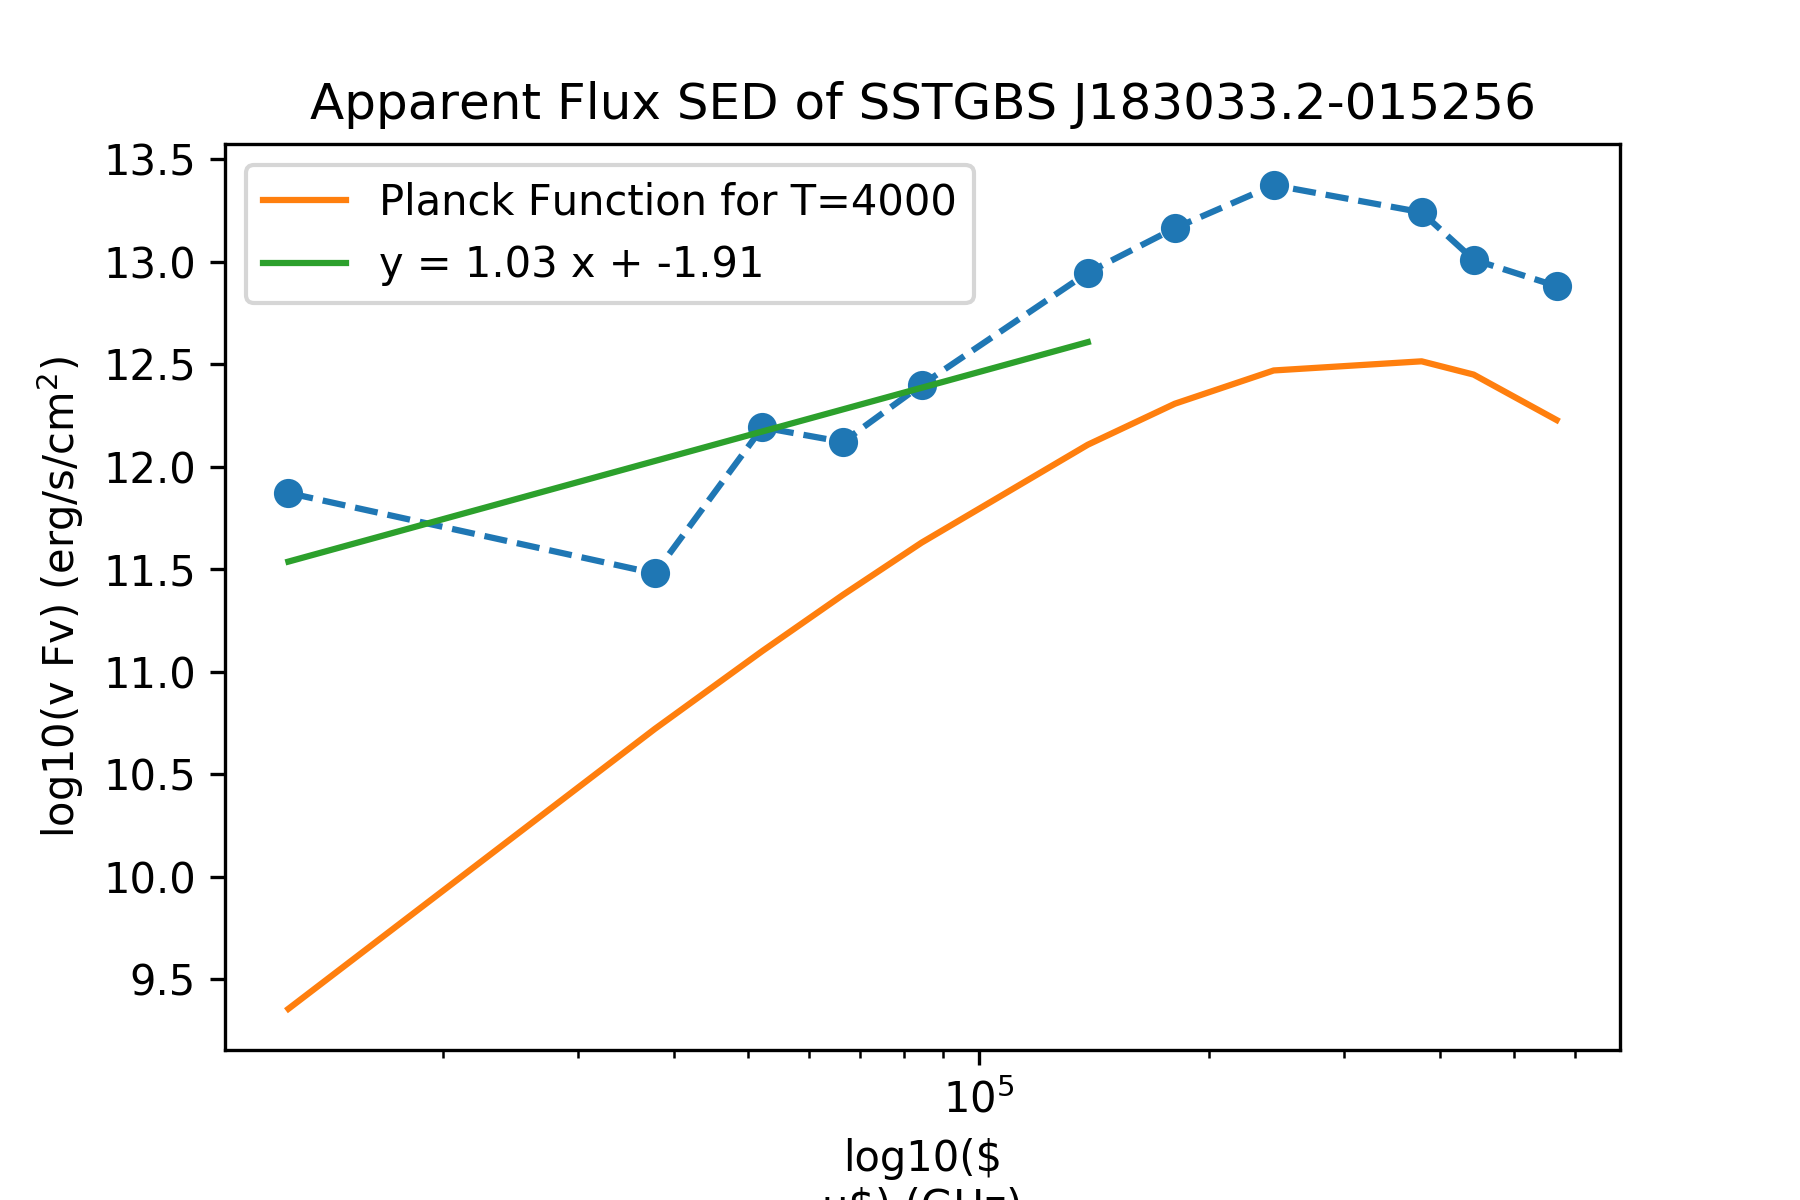 Apparent Flux SED of SSTGBS J183033.2-015256
Planck Function for T=4000
y = 1.03 x + -1.91
log10(v Fv) (erg/s/cm²)
13.5
13.0
12.5
12.0
11.5
11.0
10.5
10.0
9.5
10⁵
log10($
u$) (GHz)